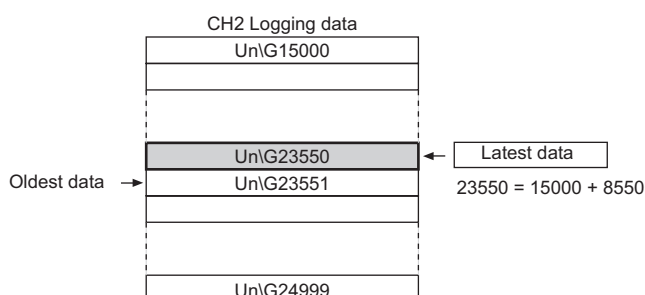 CH2 Logging data
Un\G15000
Un\G23550
Latest data
Oldest data
Un\G23551
23550 = 15000 + 8550
Un\G24999